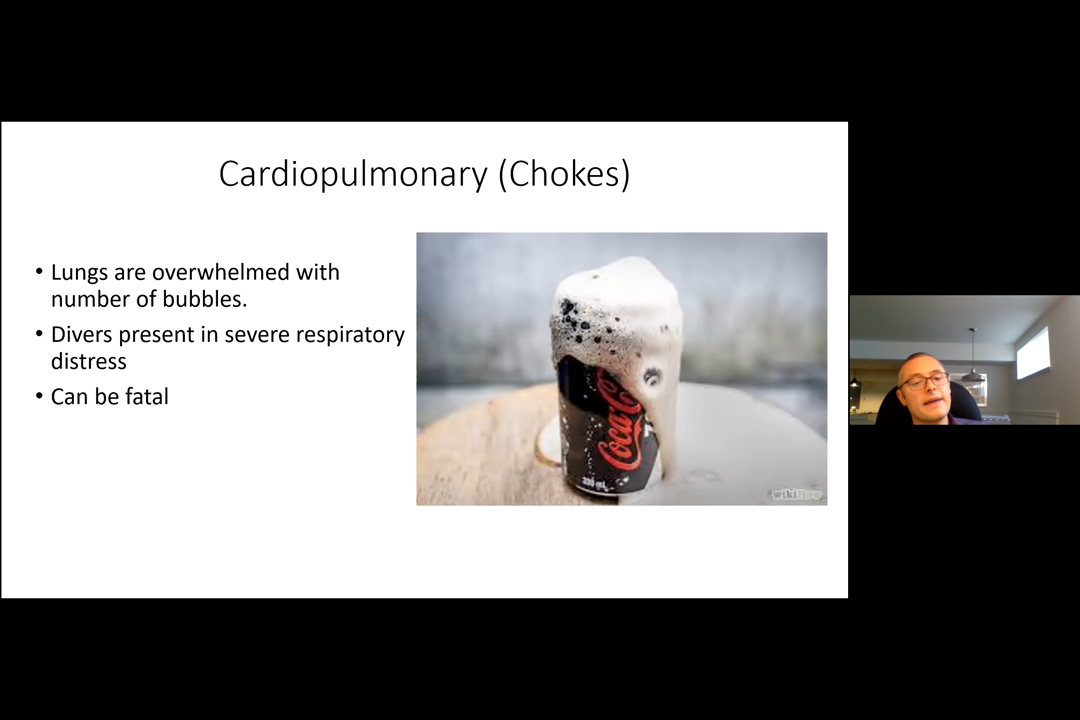 Cardiopulmonary (Chokes)
• Lungs are overwhelmed with
number of bubbles.
• Divers present in severe respiratory
distress
• Can be fatal
Coca-Cola
wikiHow